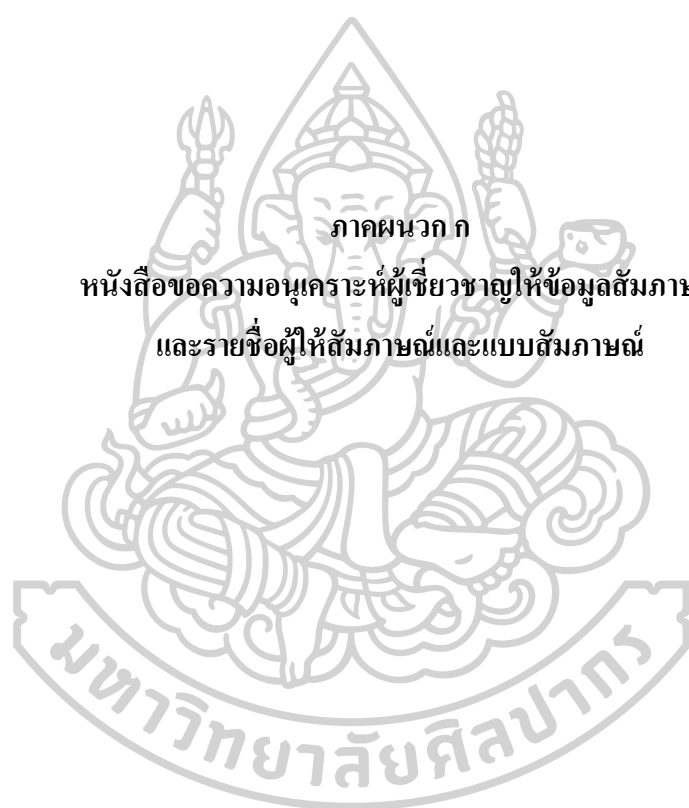 ภาคผนวก ก
หนังสือขอความอนุเคราะห์ผู้เชี่ยวชาญให้ข้อมูลสัมภาษ
และรายชื่อผู้ให้สัมภาษณ์และแบบสัมภาษณ์
มหาวิทยาลัยศิลปากร